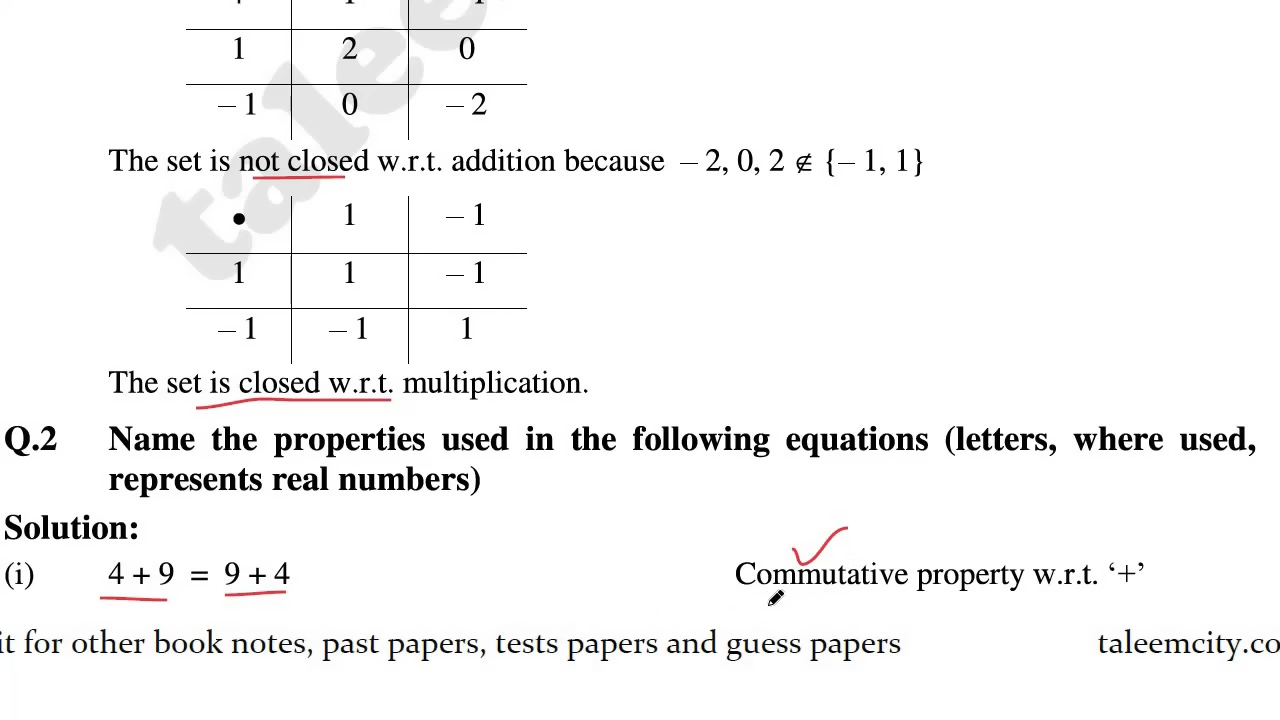 1 2 0
– 1 0 – 2
The set is not closed w.r.t. addition because – 2, 0, 2 ∉ {– 1, 1}
• 1 – 1
1 1 – 1
– 1 – 1 1
The set is closed w.r.t. multiplication.
Q.2 Name the properties used in the following equations (letters, where used,
represents real numbers)
Solution:
(i) 4 + 9 = 9 + 4 Commutative property w.r.t. ‘+’
it for other book notes, past papers, tests papers and guess papers taleemcity.co